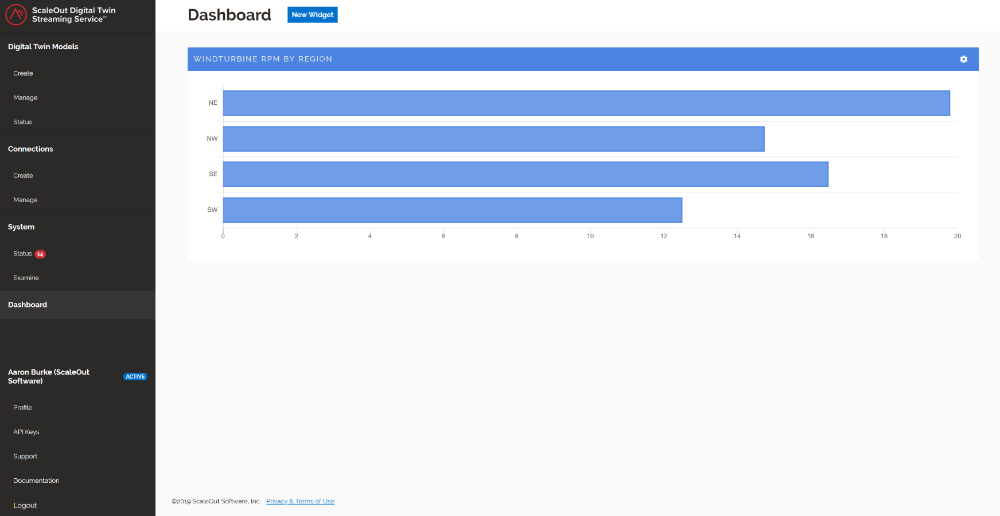 ScaleOut Digital Twin
Streaming Service™
Digital Twin Models
Create
Manage
Status
Connections
Create
Manage
System
Status 14
Examine
Dashboard
Aaron Burke (ScaleOut
Software)
ACTIVE
Profile
API Keys
Support
Documentation
Logout
Dashboard
New Widget
WINDTURBINE RPM BY REGION
NE
NW
SE
SW
0 2 4 6 8 10 12 14 16 18 20
©2019 ScaleOut Software, Inc. Privacy & Terms of Use